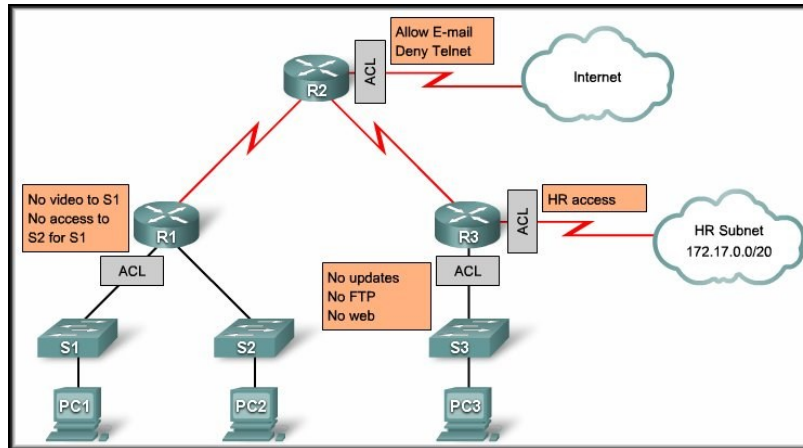 Allow E-mail
Deny Telnet
ACL
R2
Internet
No video to S1
No access to
S2 for S1
R1
ACL
HR access
ACL
R3
HR Subnet
172.17.0.0/20
ACL
No updates
No FTP
No web
S1
S2
S3
PC1
PC2
PC3